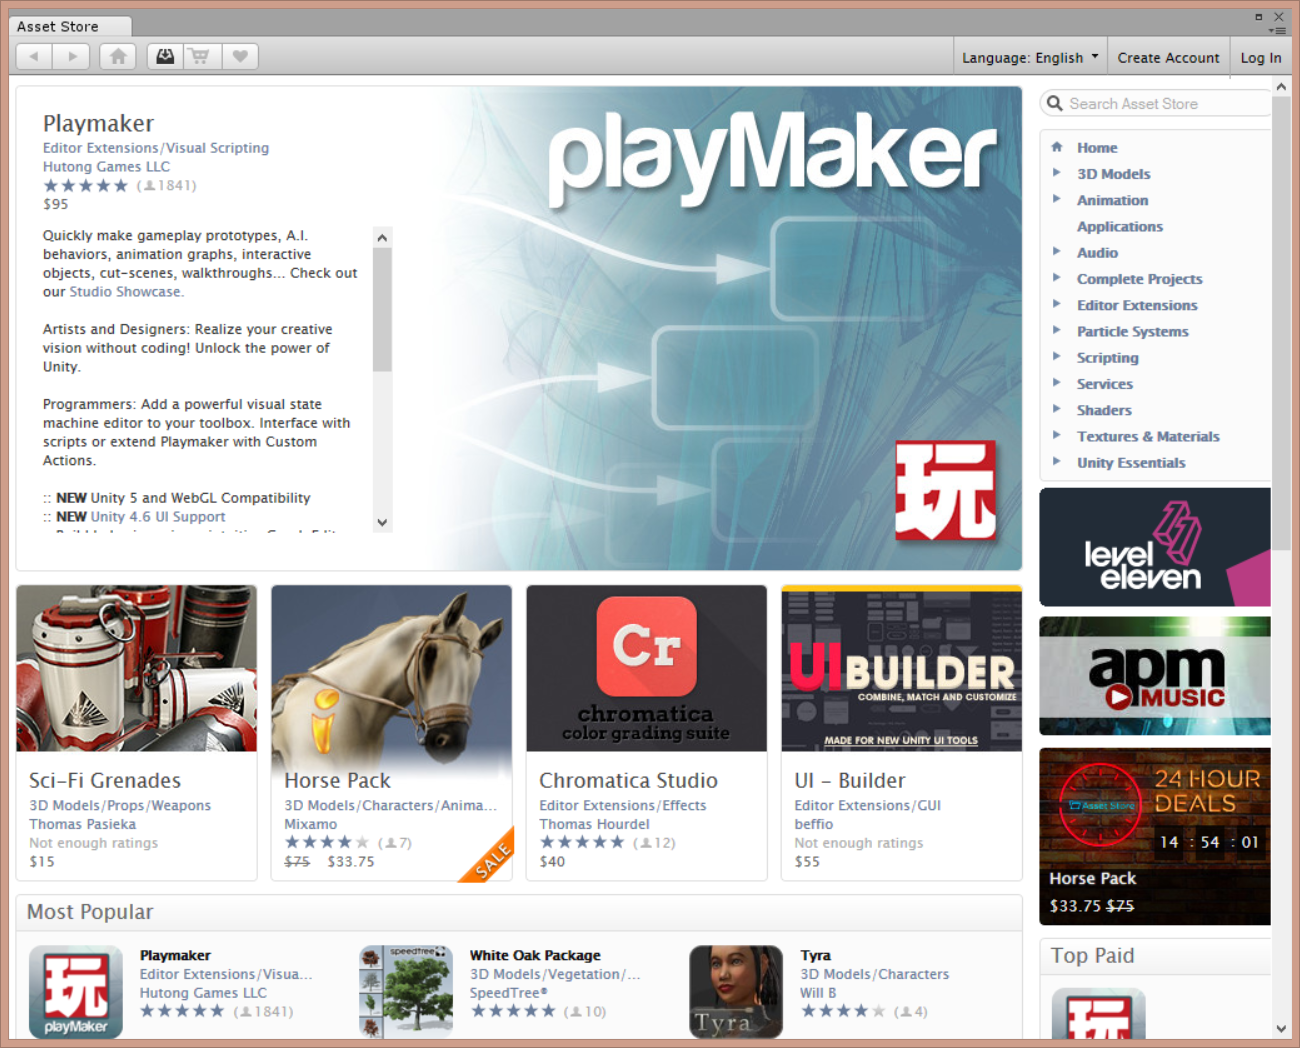 Asset Store
Language: English
Create Account
Log In
Playmaker
Editor Extensions/Visual Scripting
Hutong Games LLC
(1841)
$95
Quickly make gameplay prototypes, A.I.
behaviors, animation graphs, interactive
objects, cut-scenes, walkthroughs... Check out
our Studio Showcase.
Artists and Designers: Realize your creative
vision without coding! Unlock the power of
Unity.
Programmers: Add a powerful visual state
machine editor to your toolbox. Interface with
scripts or extend Playmaker with Custom
Actions.
:: NEW Unity 5 and WebGL Compatibility
:: NEW Unity 4.6 UI Support
playMaker
玩
Search Asset Store
Home
3D Models
Animation
Applications
Audio
Complete Projects
Editor Extensions
Particle Systems
Scripting
Services
Shaders
Textures & Materials
Unity Essentials
level
eleven
apm
MUSIC
Asset Store
24 HOUR
DEALS
14 : 54 : 01
Horse Pack
$33.75 $75
Sci-Fi Grenades
3D Models/Props/Weapons
Thomas Pasieka
Not enough ratings
$15
Horse Pack
3D Models/Characters/Anima...
Mixamo
(7)
$75 $33.75
SALE
Cr
chromatica
color grading suite
Chromatica Studio
Editor Extensions/Effects
Thomas Hourdel
(12)
$40
UI BUILDER
COMBINE, MATCH AND CUSTOMIZE
MADE FOR NEW UNITY UI TOOLS
UI - Builder
Editor Extensions/GUI
beffio
Not enough ratings
$55
Most Popular
玩
playMaker
Playmaker
Editor Extensions/Visua...
Hutong Games LLC
(1841)
speedtree
White Oak Package
3D Models/Vegetation/...
SpeedTree®
(10)
Tyra
Tyra
3D Models/Characters
Will B
(4)
Top Paid